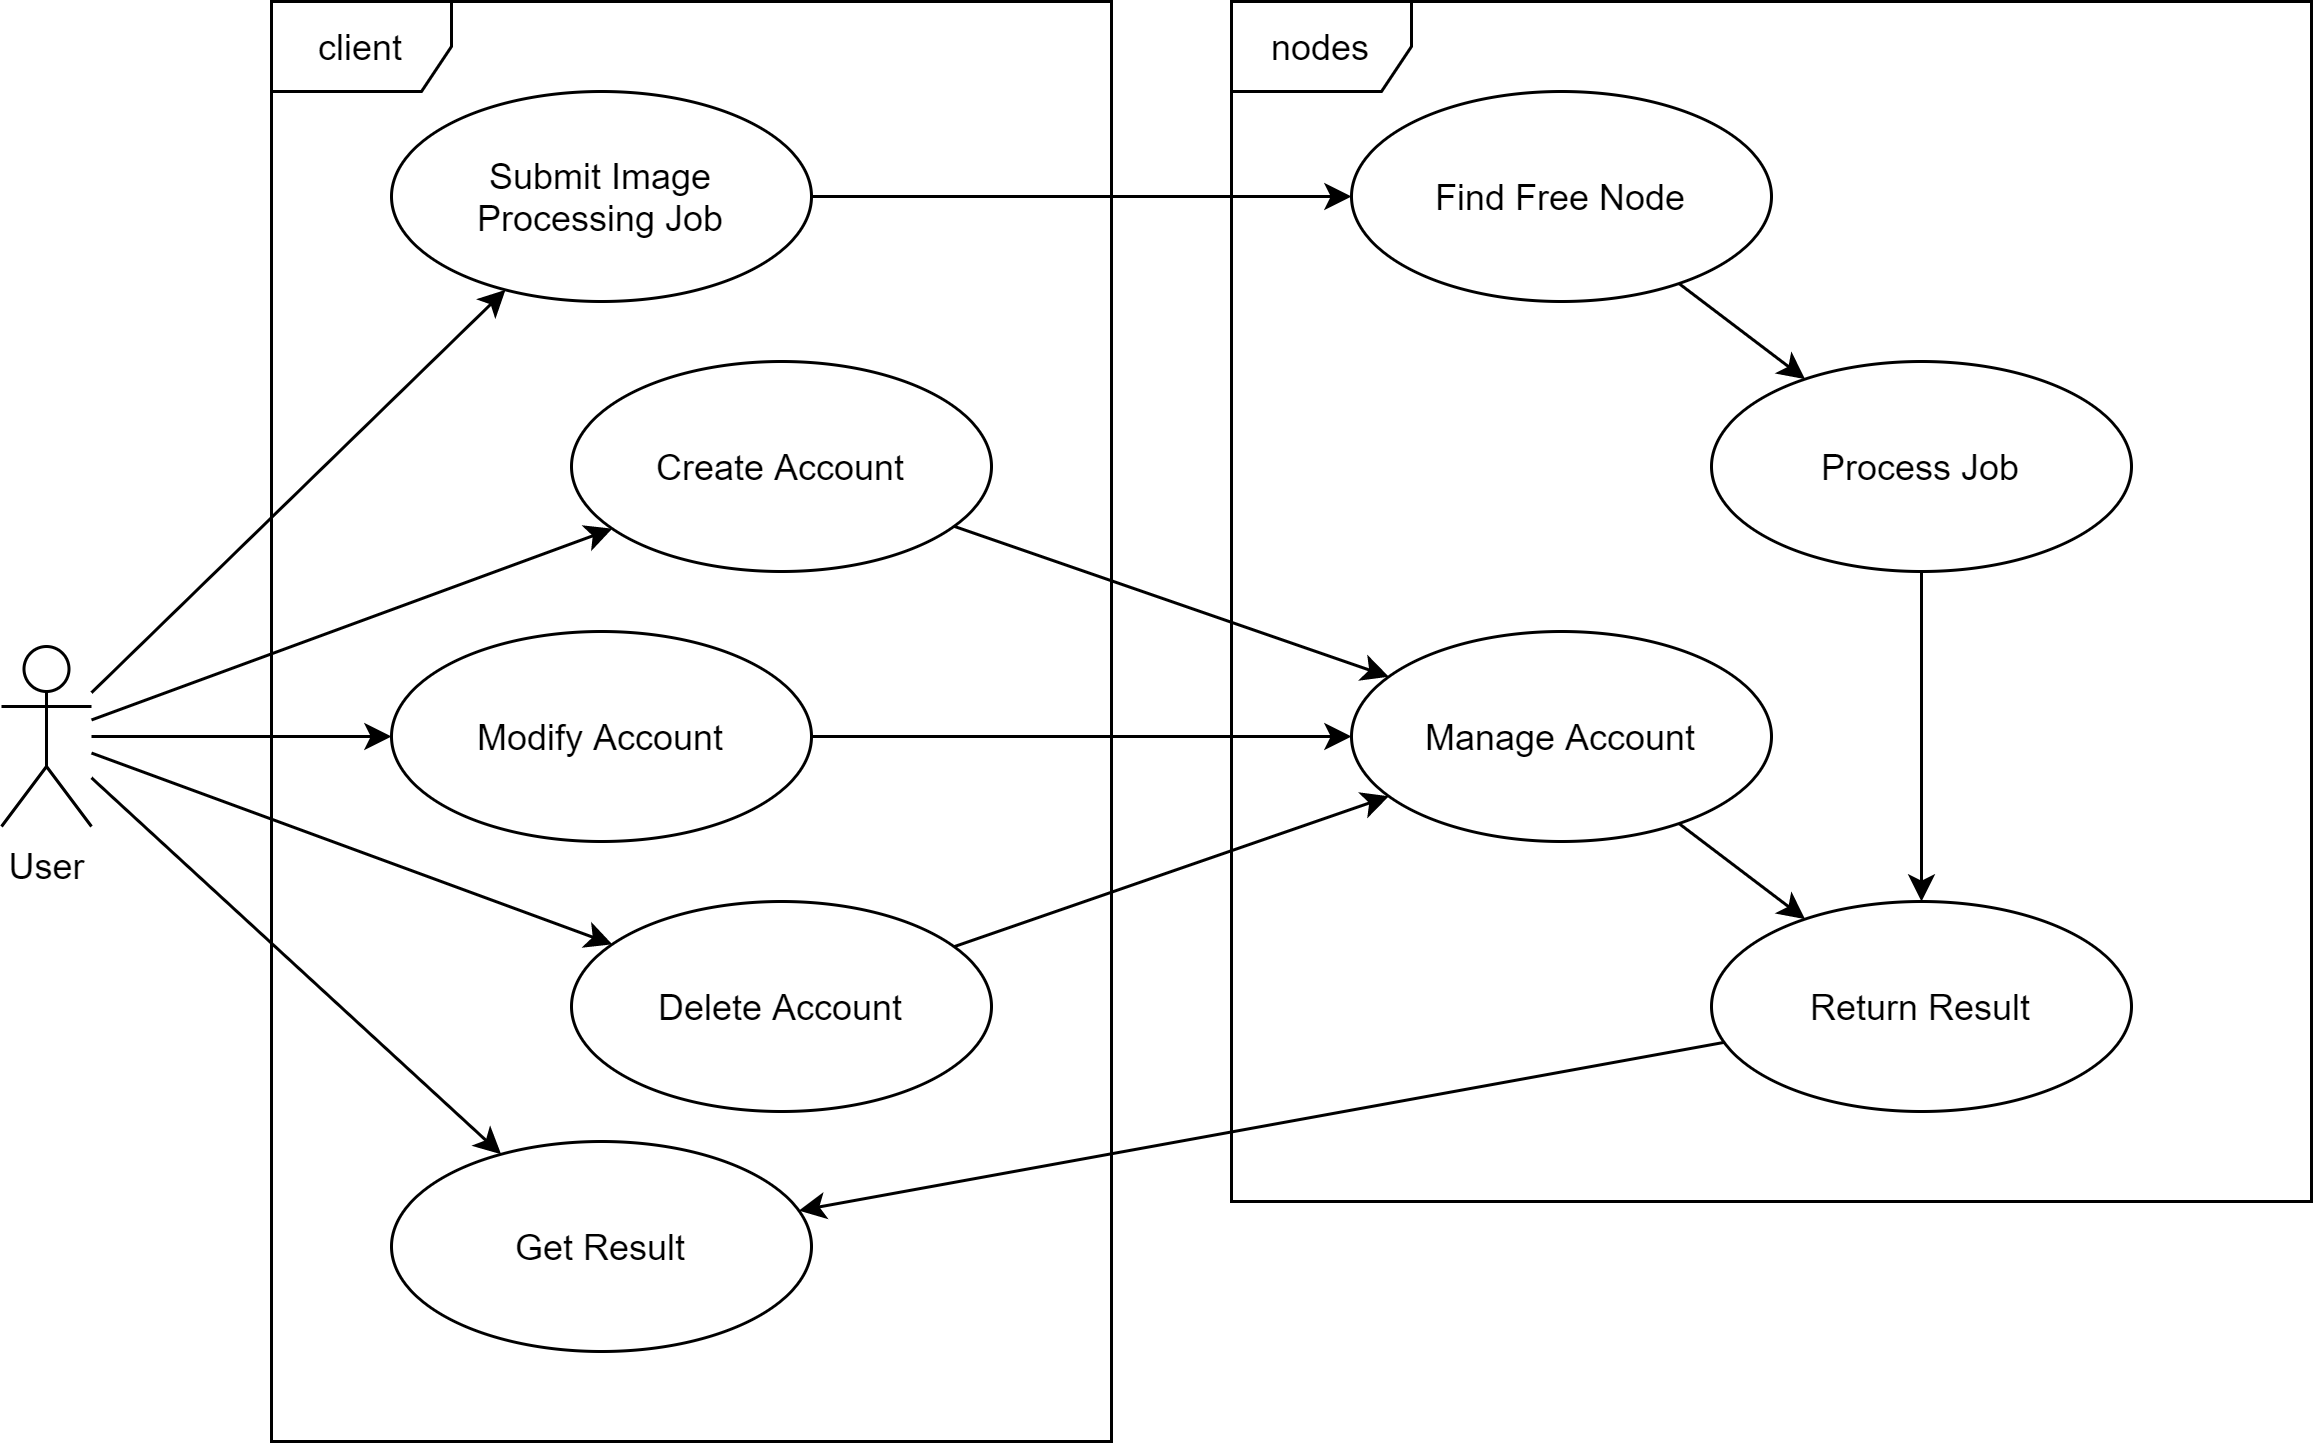 client
nodes
Submit Image
Processing Job
Find Free Node
Create Account
Process Job
Modify Account
Manage Account
User
Delete Account
Return Result
Get Result